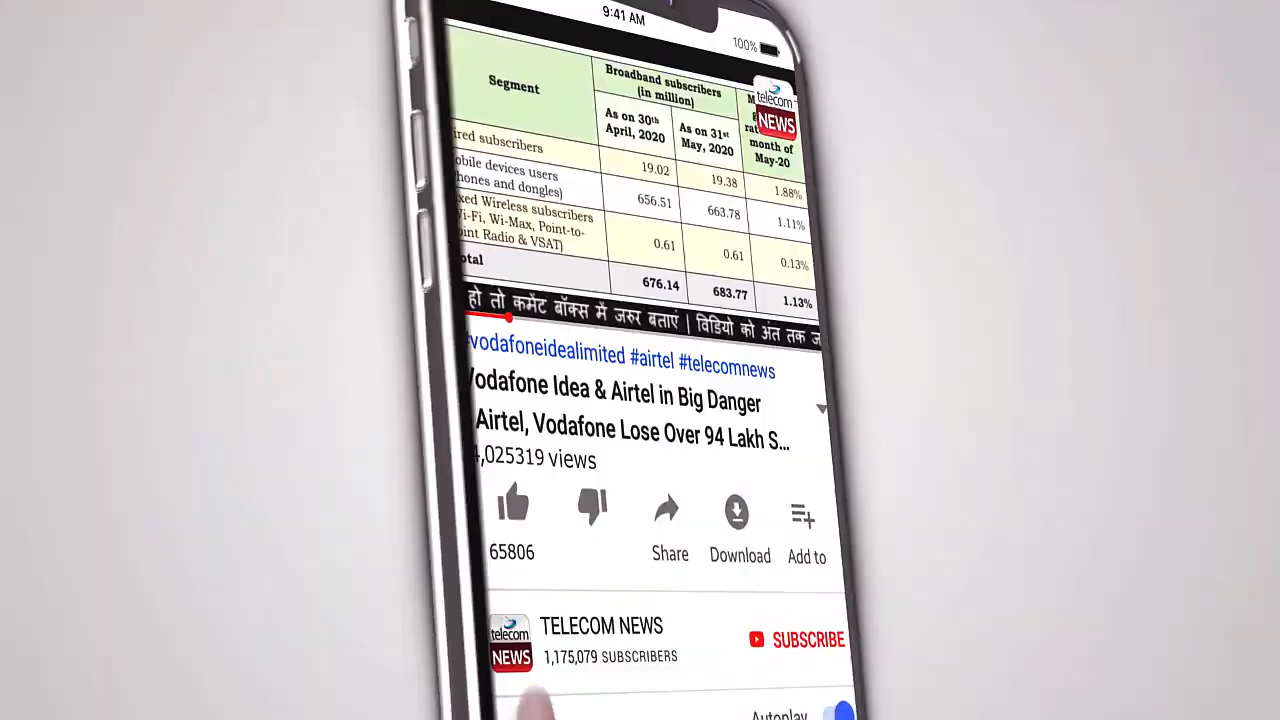 9:41 AM
100%
Segment
Broadband subscribers
(in million)
As on 30th
April, 2020
As on 31st
May, 2020
month of
May-20
telecom
NEWS
ired subscribers
19.02
19.38
1.88%
obile devices users
hones and dongles)
656.51
663.78
1.11%
xed Wireless subscribers
Wi-Fi, Wi-Max, Point-to-
oint Radio & VSAT)
0.61
0.61
0.13%
otal
676.14
683.77
1.13%
हो तो कमेंट बॉक्स में जरुर बताएं | विडियो को अंत तक
#vodafoneidealimited #airtel #telecomnews
Vodafone Idea & Airtel in Big Danger
Airtel, Vodafone Lose Over 94 Lakh S...
4,025319 views
65806
Share
Download
Add to
telecom
NEWS
TELECOM NEWS
1,175,079 SUBSCRIBERS
SUBSCRIBE
Autoplay